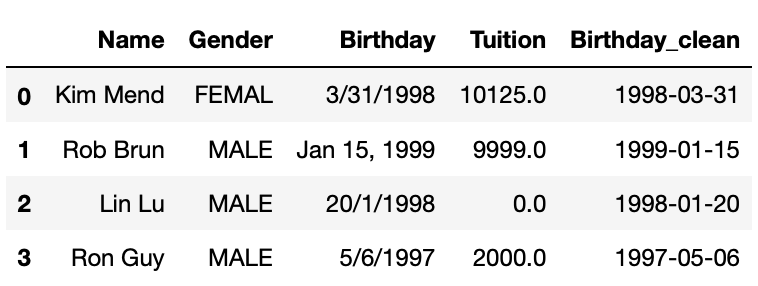 Name Gender Birthday Tuition Birthday_clean
0 Kim Mend FEMAL 3/31/1998 10125.0 1998-03-31
1 Rob Brun MALE Jan 15, 1999 9999.0 1999-01-15
2 Lin Lu MALE 20/1/1998 0.0 1998-01-20
3 Ron Guy MALE 5/6/1997 2000.0 1997-05-06